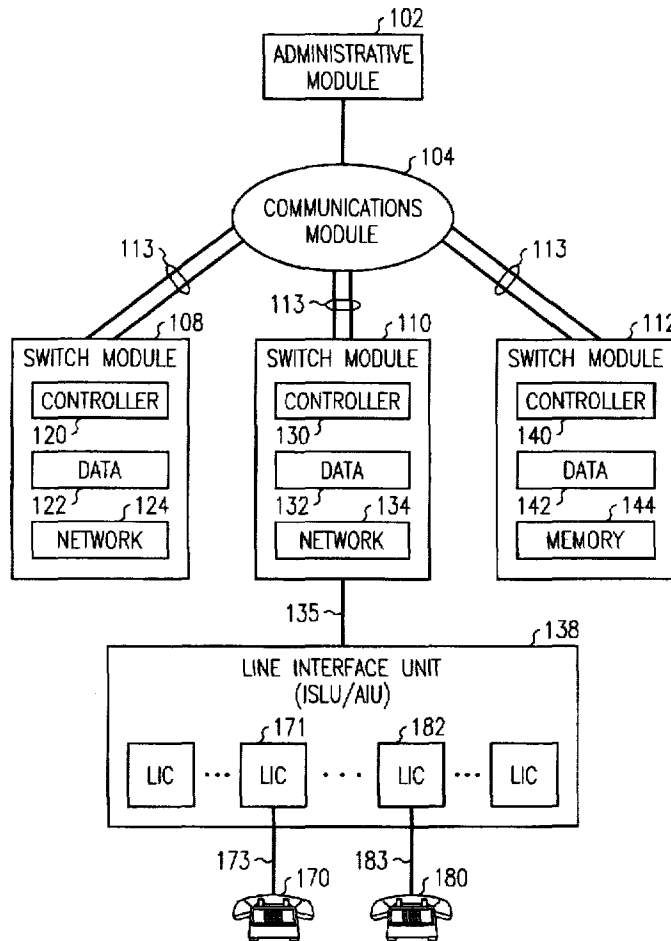 102
ADMINISTRATIVE
MODULE
104
COMMUNICATIONS
MODULE
113
113
113
108
110
112
SWITCH MODULE
SWITCH MODULE
SWITCH MODULE
CONTROLLER
CONTROLLER
CONTROLLER
120
130
140
DATA
DATA
DATA
122
124
132
134
142
144
NETWORK
NETWORK
MEMORY
135
138
LINE INTERFACE UNIT
(ISLU/AIU)
171
182
LIC
... LIC
... LIC
... LIC
173
170
183
180